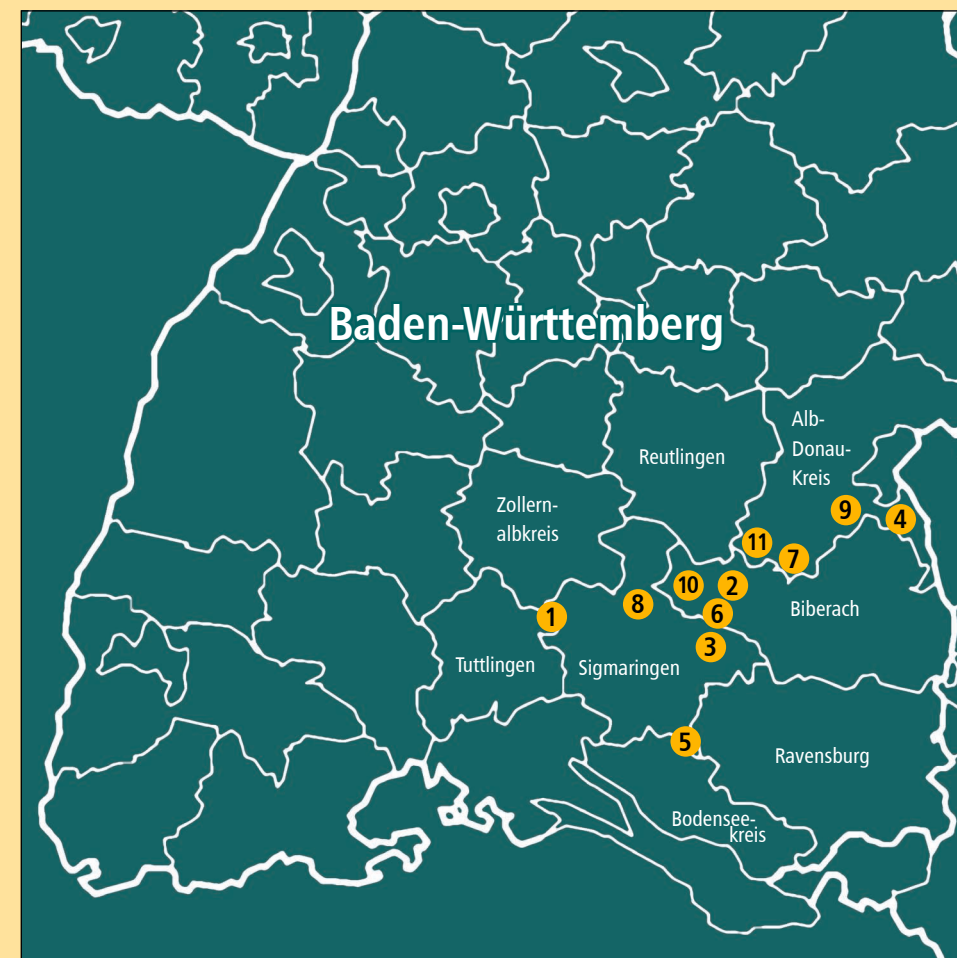 Baden-Württemberg
Alb-
Donau-
Kreis
Reutlingen
Zollern-
albkreis
9
4
11
7
10
2
8
6
1
Biberach
3
Tuttlingen
Sigmaringen
5
Ravensburg
Bodensee-
kreis